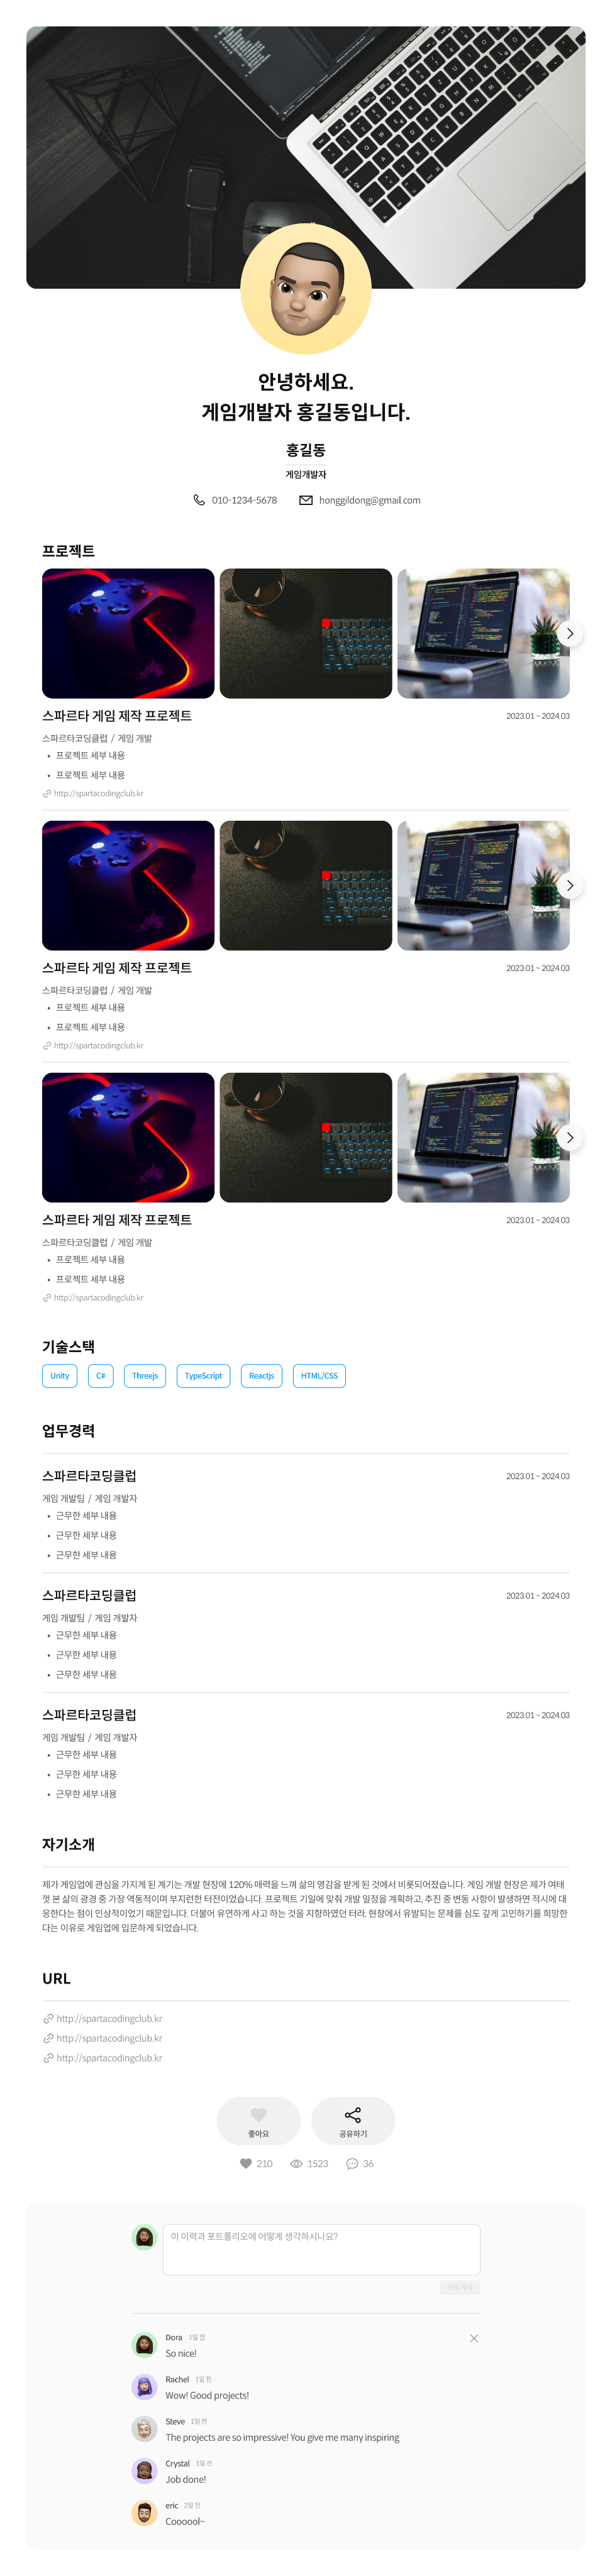 안녕하세요.
게임개발자 홍길동입니다.
홍길동
게임개발자
010-1234-5678 honggildong@gmail.com
프로젝트
스파르타 게임 제작 프로젝트 2023.01 ~ 2024.03
스파르타코딩클럽 / 게임 개발
• 프로젝트 세부 내용
• 프로젝트 세부 내용
http://spartacodingclub.kr
스파르타 게임 제작 프로젝트 2023.01 ~ 2024.03
스파르타코딩클럽 / 게임 개발
• 프로젝트 세부 내용
• 프로젝트 세부 내용
http://spartacodingclub.kr
스파르타 게임 제작 프로젝트 2023.01 ~ 2024.03
스파르타코딩클럽 / 게임 개발
• 프로젝트 세부 내용
• 프로젝트 세부 내용
http://spartacodingclub.kr
기술스택
Unity C# Threejs TypeScript Reactjs HTML/CSS
업무경력
스파르타코딩클럽 2023.01 ~ 2024.03
게임 개발팀 / 게임 개발자
• 근무한 세부 내용
• 근무한 세부 내용
• 근무한 세부 내용
스파르타코딩클럽 2023.01 ~ 2024.03
게임 개발팀 / 게임 개발자
• 근무한 세부 내용
• 근무한 세부 내용
• 근무한 세부 내용
스파르타코딩클럽 2023.01 ~ 2024.03
게임 개발팀 / 게임 개발자
• 근무한 세부 내용
• 근무한 세부 내용
• 근무한 세부 내용
자기소개
제가 게임업에 관심을 가지게 된 계기는 개발 현장에 120% 매력을 느껴 삶의 영감을 받게 된 것에서 비롯되어졌습니다. 게임 개발 현장은 제가 여태
껏 본 삶의 광경 중 가장 역동적이며 부지런한 터전이었습니다. 프로젝트 기일에 맞춰 개발 일정을 계획하고, 추진 중 변동 사항이 발생하면 적시에 대
응한다는 점이 인상적이었기 때문입니다. 더불어 유연하게 사고 하는 것을 지향하였던 터라, 현장에서 유발되는 문제를 심도 깊게 고민하기를 희망한
다는 이유로 게임업에 입문하게 되었습니다.
URL
http://spartacodingclub.kr
http://spartacodingclub.kr
http://spartacodingclub.kr
좋아요 공유하기
210 1523 36
이 이력과 포트폴리오에 어떻게 생각하시나요?
댓글 게시
Dora 1일 전
So nice!
Rachel 1일 전
Wow! Good projects!
Steve 1일 전
The projects are so impressive! You give me many inspiring
Crystal 1일 전
Job done!
eric 2일 전
Coooool~